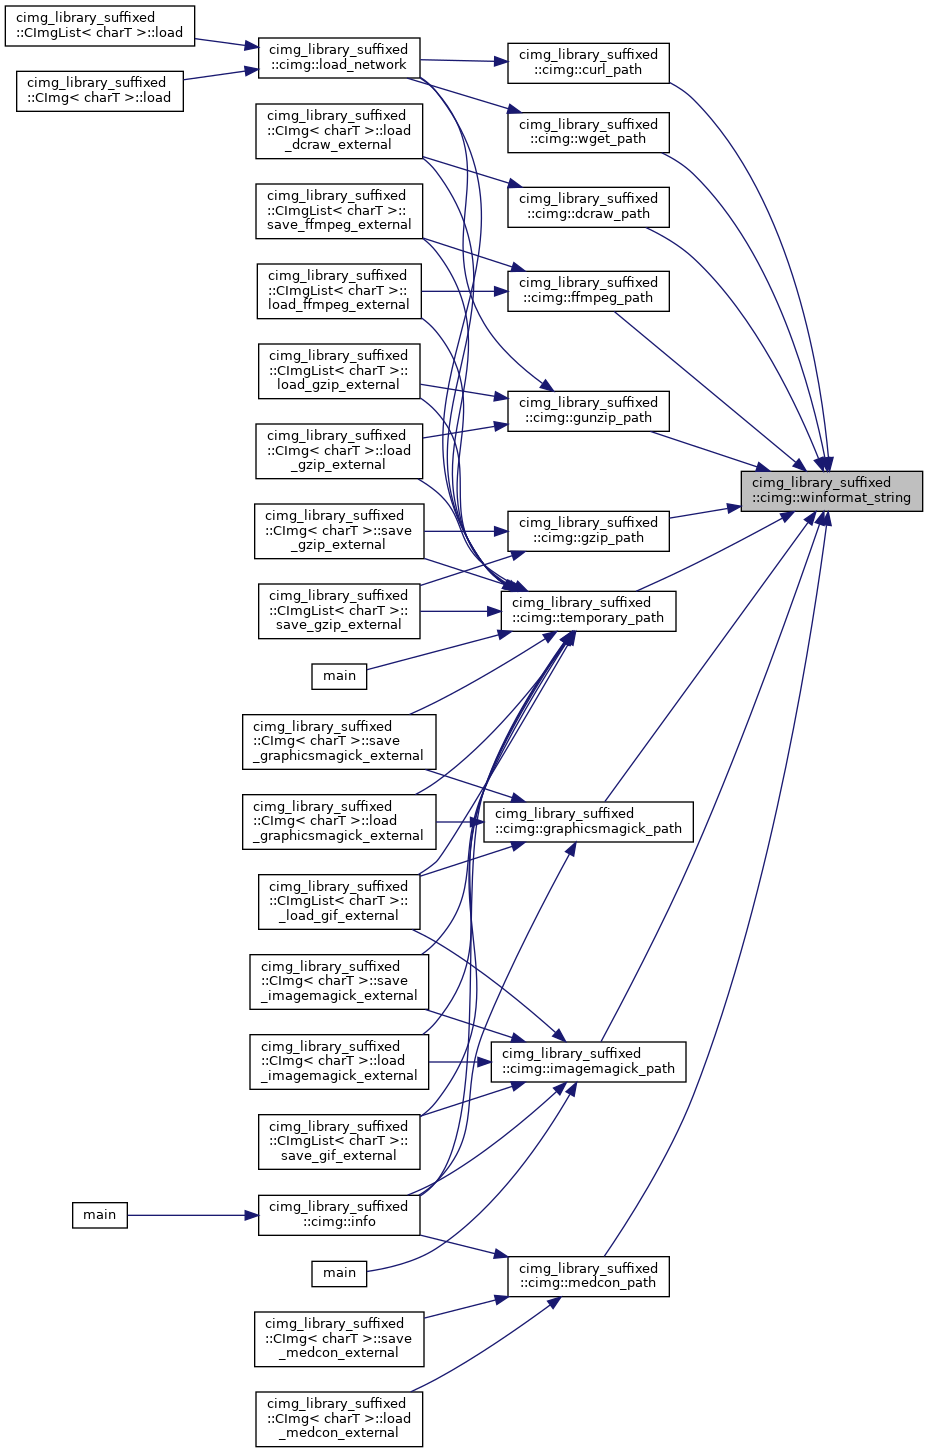 cimg_library_suffixed
::CImgList< charT >::load
cimg_library_suffixed
::CImg< charT >::load
cimg_library_suffixed
::cimg::load_network
cimg_library_suffixed
::CImg< charT >::load
_dcraw_external
cimg_library_suffixed
::CImgList< charT >::
save_ffmpeg_external
cimg_library_suffixed
::CImgList< charT >::
load_ffmpeg_external
cimg_library_suffixed
::CImgList< charT >::
load_gzip_external
cimg_library_suffixed
::CImg< charT >::load
_gzip_external
cimg_library_suffixed
::CImg< charT >::save
_gzip_external
cimg_library_suffixed
::CImgList< charT >::
save_gzip_external
main
cimg_library_suffixed
::CImg< charT >::save
_graphicsmagick_external
cimg_library_suffixed
::CImg< charT >::load
_graphicsmagick_external
cimg_library_suffixed
::CImgList< charT >::
_load_gif_external
cimg_library_suffixed
::CImg< charT >::save
_imagemagick_external
cimg_library_suffixed
::CImg< charT >::load
_imagemagick_external
cimg_library_suffixed
::CImgList< charT >::
save_gif_external
main
cimg_library_suffixed
::cimg::info
main
cimg_library_suffixed
::CImg< charT >::save
_medcon_external
cimg_library_suffixed
::CImg< charT >::load
_medcon_external
cimg_library_suffixed
::cimg::curl_path
cimg_library_suffixed
::cimg::wget_path
cimg_library_suffixed
::cimg::dcraw_path
cimg_library_suffixed
::cimg::ffmpeg_path
cimg_library_suffixed
::cimg::gunzip_path
cimg_library_suffixed
::cimg::gzip_path
cimg_library_suffixed
::cimg::temporary_path
cimg_library_suffixed
::cimg::graphicsmagick_path
cimg_library_suffixed
::cimg::imagemagick_path
cimg_library_suffixed
::cimg::medcon_path
cimg_library_suffixed
::cimg::winformat_string